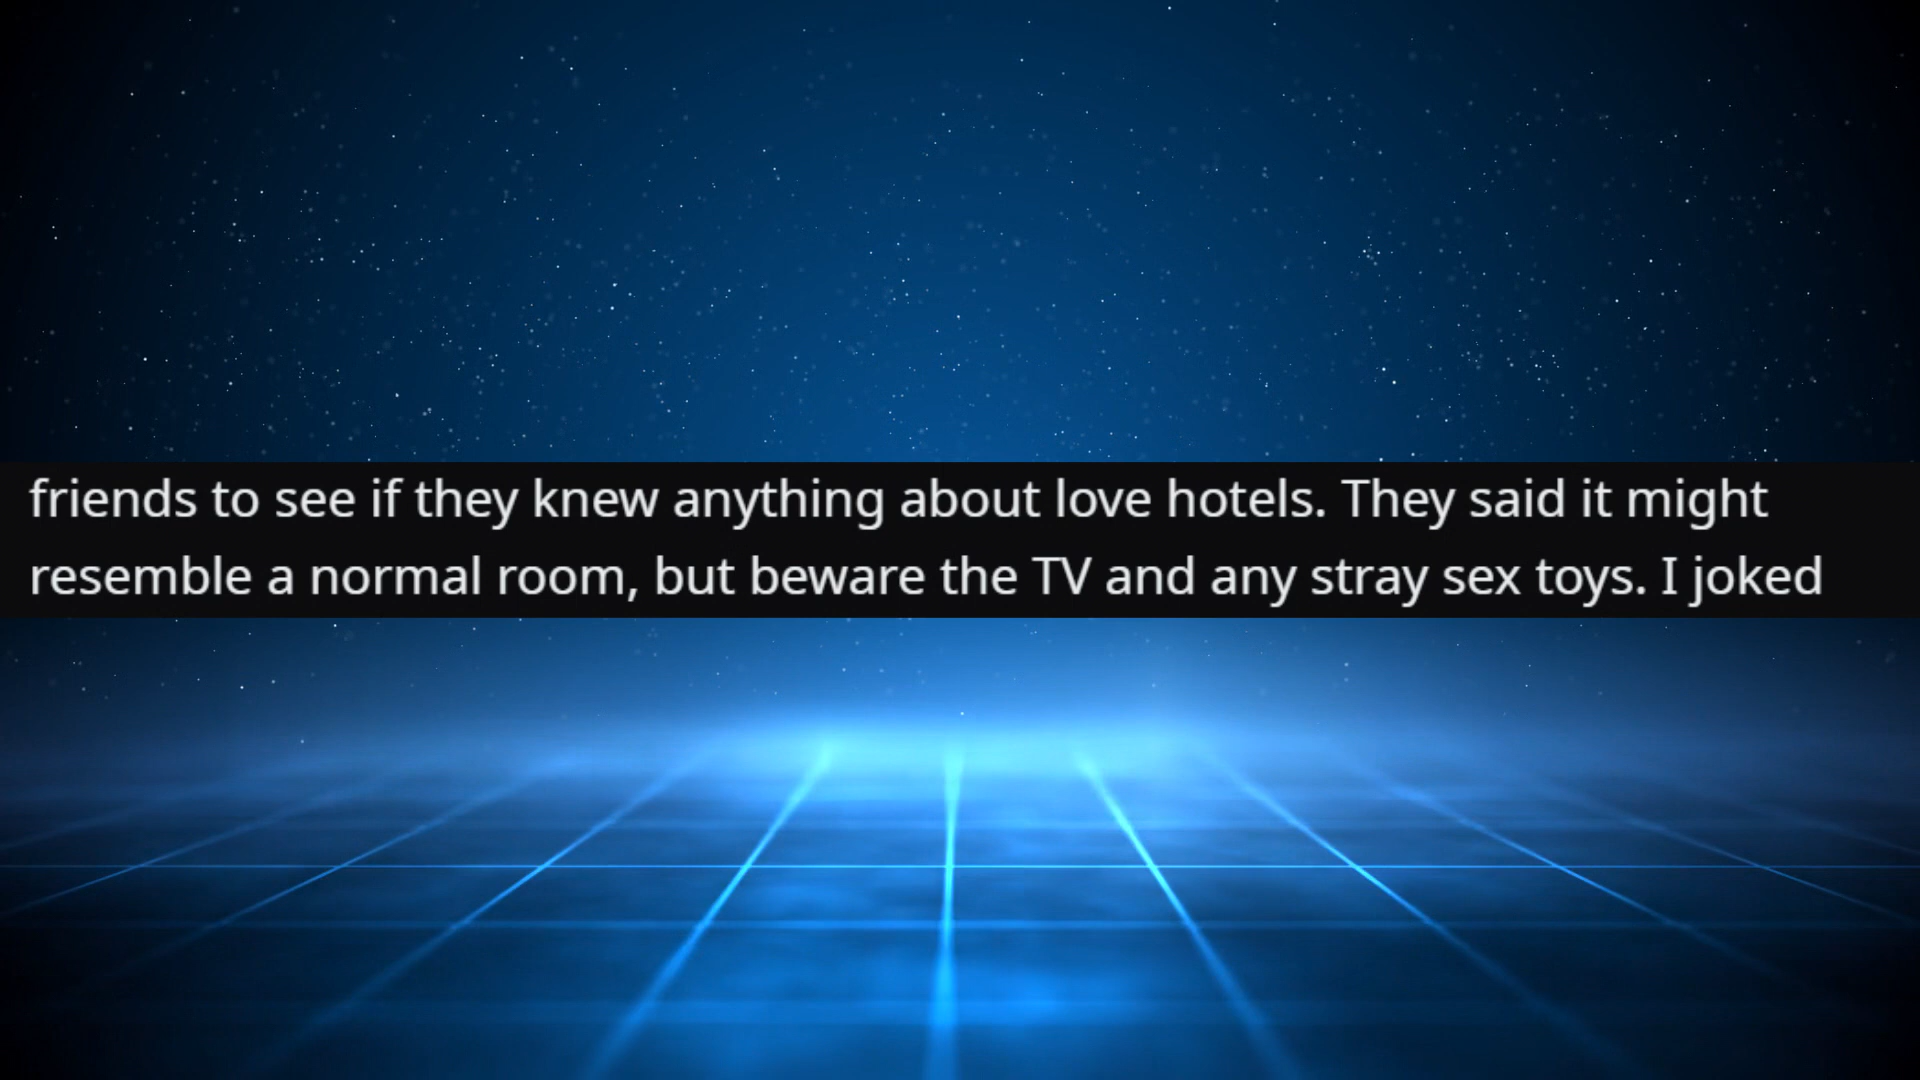 friends to see if they knew anything about love hotels. They said it might
resemble a normal room, but beware the TV and any stray sex toys. I joked